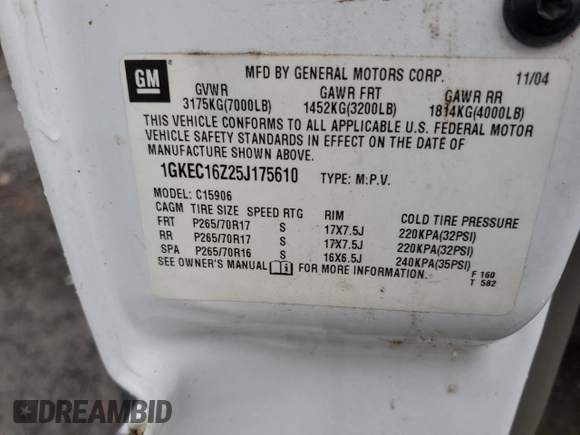 GM
MFD BY GENERAL MOTORS CORP. 11/04
GVWR GAWR FRT GAWR RR
3175KG(7000LB) 1452KG(3200LB) 1814KG(4000LB)
THIS VEHICLE CONFORMS TO ALL APPLICABLE U.S. FEDERAL MOTOR
VEHICLE SAFETY STANDARDS IN EFFECT ON THE DATE OF
MANUFACTURE SHOWN ABOVE.
1GKEC16Z25J175610 TYPE: M.P.V.
MODEL: C15906
CAGM TIRE SIZE SPEED RTG RIM COLD TIRE PRESSURE
FRT P265/70R17 S 17X7.5J 220KPA(32PSI)
RR P265/70R17 S 17X7.5J 220KPA(32PSI)
SPA P265/70R16 S 16X6.5J 240KPA(35PSI)
SEE OWNER'S MANUAL FOR MORE INFORMATION.
F 160
T 582
DREAMBID